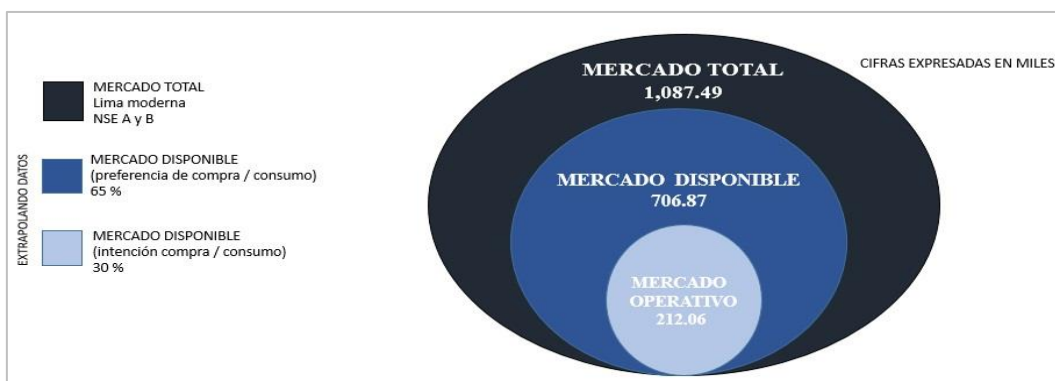 EXTRAPOLANDO DATOS
MERCADO TOTAL
Lima moderna
NSE A y B
MERCADO DISPONIBLE
(preferencia de compra / consumo)
65 %
MERCADO DISPONIBLE
(intención compra / consumo)
30 %
CIFRAS EXPRESADAS EN MILES
MERCADO TOTAL
1,087.49
MERCADO DISPONIBLE
706.87
MERCADO
OPERATIVO
212.06